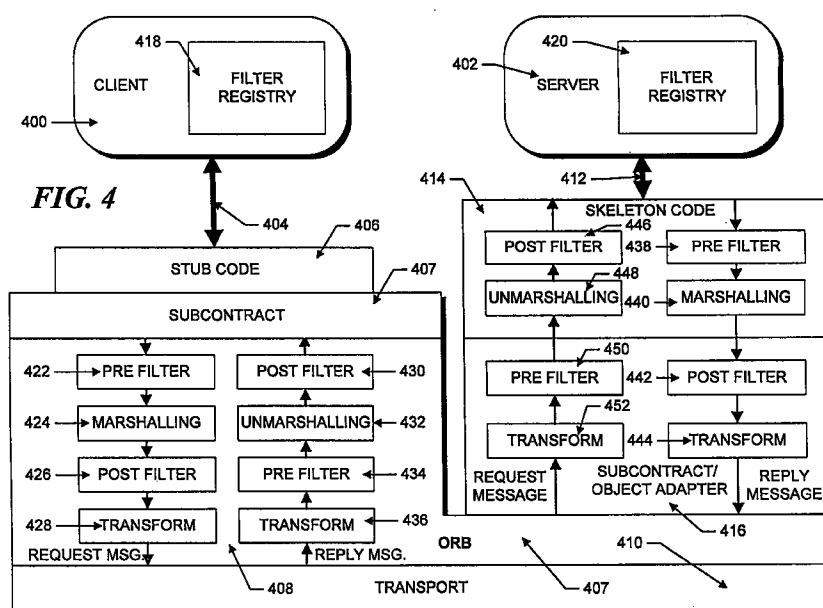 418
CLIENT
FILTER
REGISTRY
400
420
402
SERVER
FILTER
REGISTRY
FIG. 4
404
412
414
SKELETON CODE
406
STUB CODE
407
SUBCONTRACT
POST FILTER
446
438
PRE FILTER
UNMARSHALLING
448
440
MARSHALLING
422
PRE FILTER
POST FILTER
430
424
MARSHALLING
UNMARSHALLING
432
426
POST FILTER
PRE FILTER
434
428
TRANSFORM
TRANSFORM
436
REQUEST MSG.
408
REPLY MSG.
450
PRE FILTER
442
POST FILTER
452
TRANSFORM
444
TRANSFORM
REQUEST
MESSAGE
SUBCONTRACT/
OBJECT ADAPTER
REPLY
MESSAGE
416
ORB
407
410
TRANSPORT